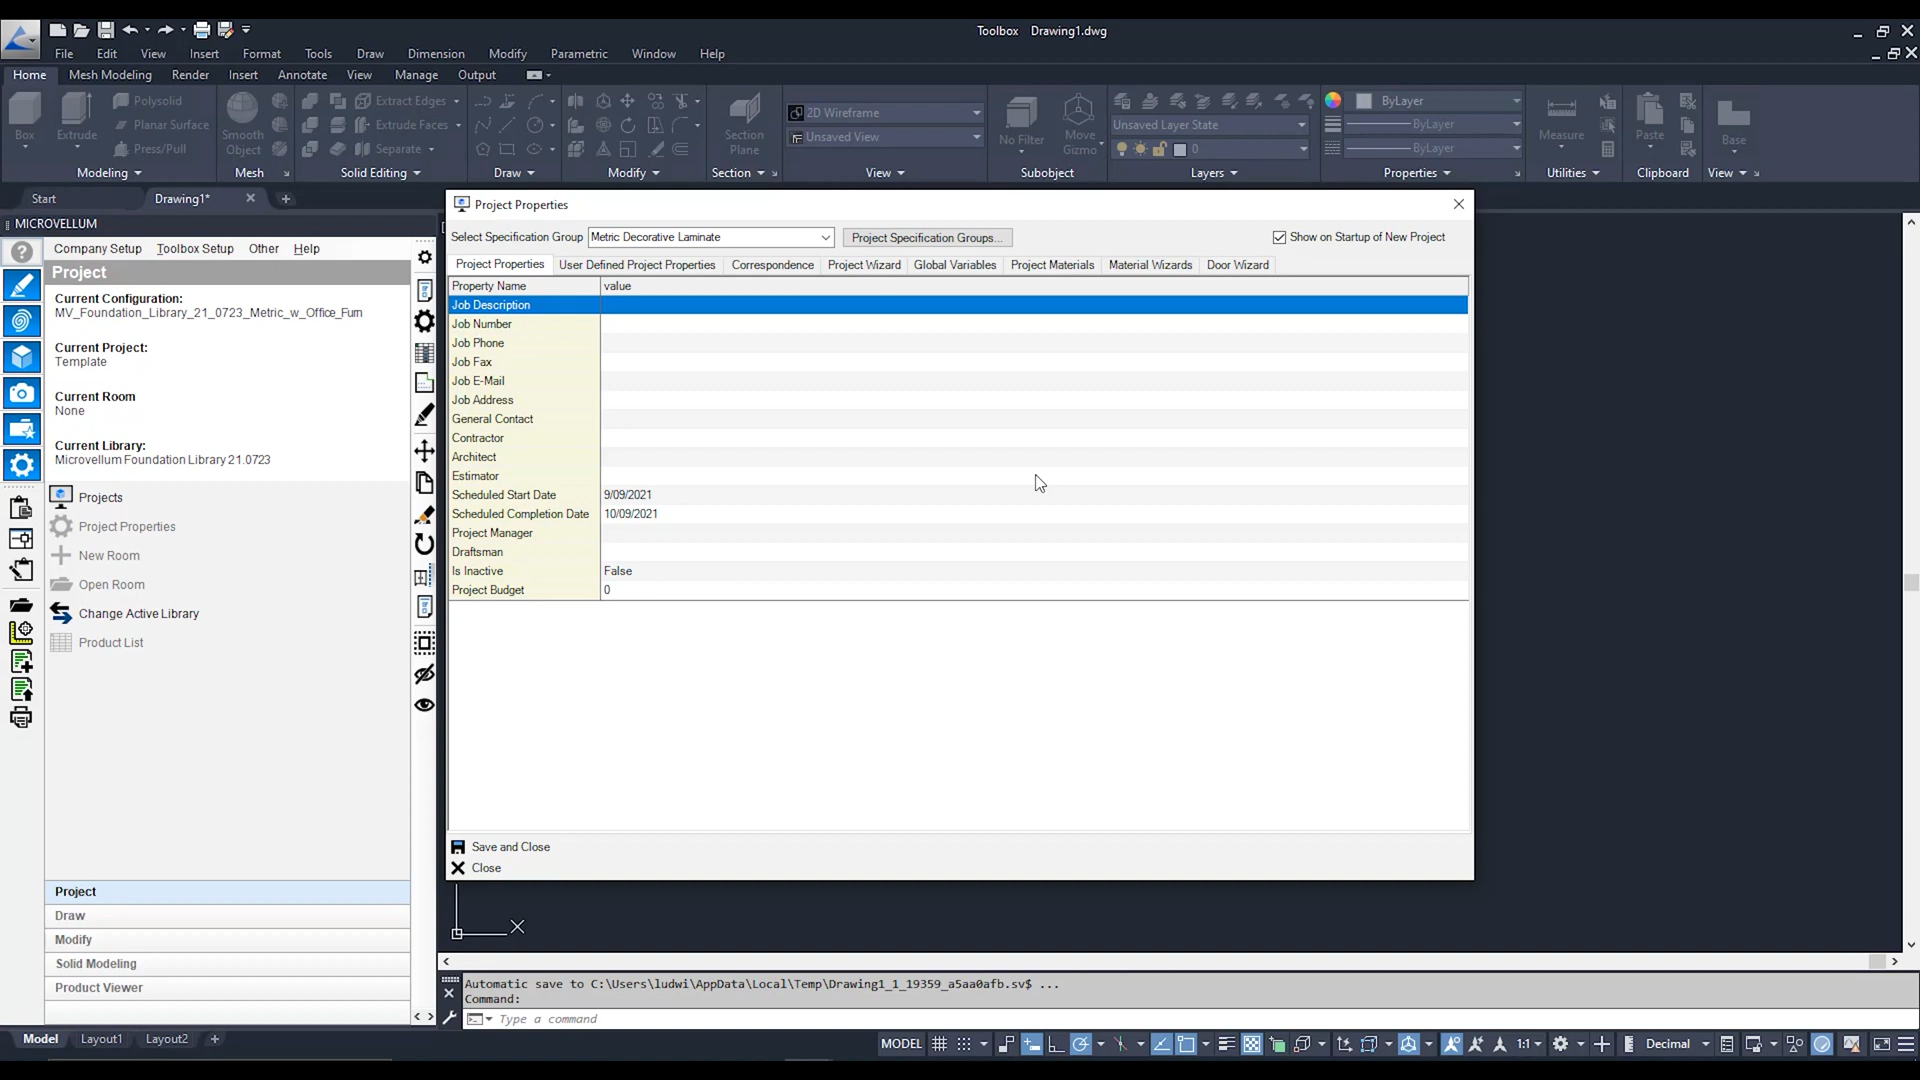 Toolbox Drawing1.dwg
File Edit View Insert Format Tools Draw Dimension Modify Parametric Window Help
Home Mesh Modeling Render Insert Annotate View Manage Output
Box
Extrude
Polysolid
Planar Surface
Press/Pull
Modeling
Smooth
Object
Mesh
Extract Edges
Extrude Faces
Separate
Solid Editing
Draw
Modify
Section
Plane
Section
2D Wireframe
Unsaved View
View
No Filter
Move
Gizmo
Subobject
Unsaved Layer State
0
Layers
ByLayer
ByLayer
ByLayer
Properties
Measure
Utilities
Paste
Clipboard
Base
View
Start Drawing1*
MICROVELLUM
Company Setup Toolbox Setup Other Help
Project
Current Configuration:
MV_Foundation_Library_21_0723_Metric_w_Office_Furn
Current Project:
Template
Current Room
None
Current Library:
Microvellum Foundation Library 21.0723
Projects
Project Properties
New Room
Open Room
Change Active Library
Product List
Project
Draw
Modify
Solid Modeling
Product Viewer
Project Properties
Select Specification Group Metric Decorative Laminate Project Specification Groups... Show on Startup of New Project
Project Properties User Defined Project Properties Correspondence Project Wizard Global Variables Project Materials Material Wizards Door Wizard
Property Name value
Job Description
Job Number
Job Phone
Job Fax
Job E-Mail
Job Address
General Contact
Contractor
Architect
Estimator
Scheduled Start Date 9/09/2021
Scheduled Completion Date 10/09/2021
Project Manager
Draftsman
Is Inactive False
Project Budget 0
Save and Close
Close
Automatic save to C:\Users\ludwi\AppData\Local\Temp\Drawing1_1_19359_a5aa0afb.sv$ ...
Command:
Type a command
Model Layout1 Layout2
MODEL 1:1 Decimal